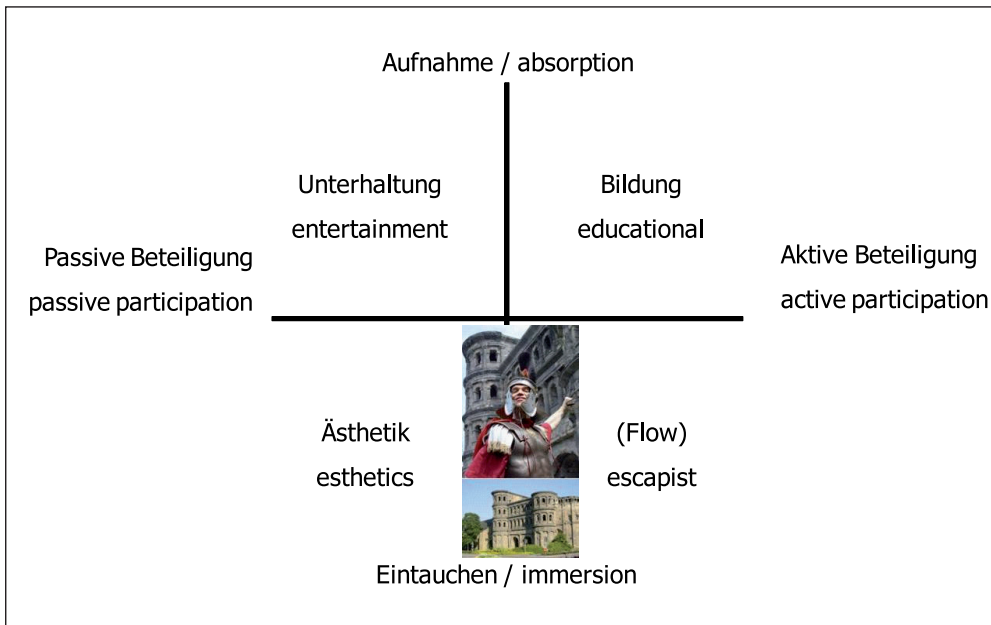 Aufnahme / absorption
Unterhaltung
entertainment
Bildung
educational
Passive Beteiligung
passive participation
Aktive Beteiligung
active participation
Ästhetik
esthetics
(Flow)
escapist
Eintauchen / immersion